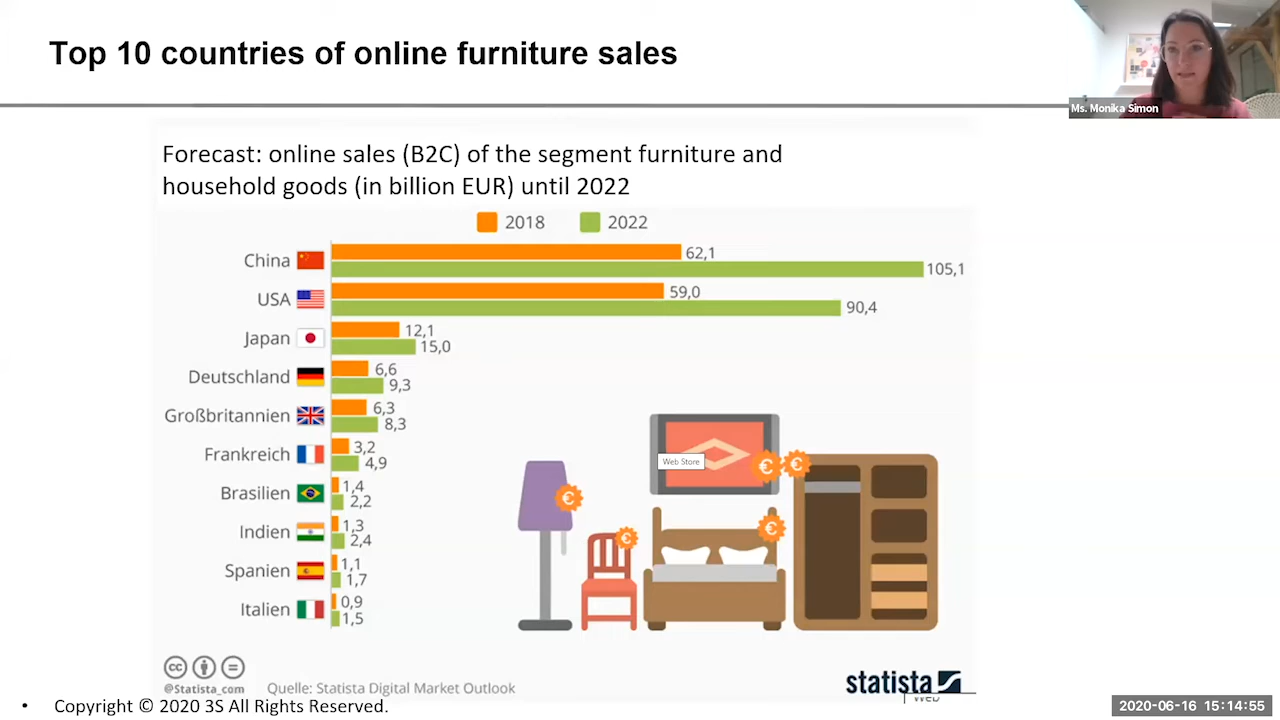 Top 10 countries of online furniture sales
Ms. Monika Simon
Forecast: online sales (B2C) of the segment furniture and
household goods (in billion EUR) until 2022
2018 2022
China 62,1
105,1
USA 59,0
90,4
Japan 12,1
15,0
Deutschland 6,6
9,3
Großbritannien 6,3
8,3
Frankreich 3,2
4,9
Brasilien 1,4
2,2
Indien 1,3
2,4
Spanien 1,1
1,7
Italien 0,9
1,5
Web Store
€ €
€
€
€
cc
@Statista_com
Quelle: Statista Digital Market Outlook
statista
Web
• Copyright © 2020 3S All Rights Reserved.
2020-06-16 15:14:55